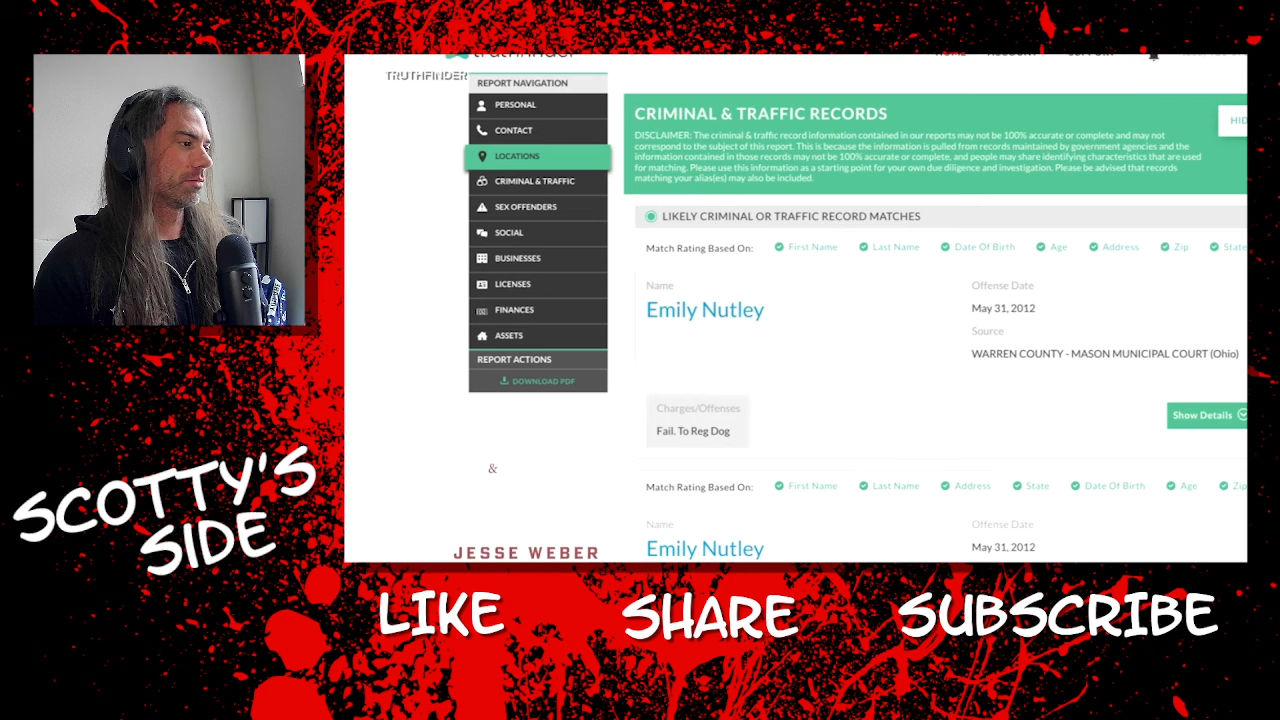 TRUTHFINDER
REPORT NAVIGATION
PERSONAL
CONTACT
LOCATIONS
CRIMINAL & TRAFFIC
SEX OFFENDERS
SOCIAL
BUSINESSES
LICENSES
FINANCES
ASSETS
REPORT ACTIONS
DOWNLOAD PDF
CRIMINAL & TRAFFIC RECORDS
HID
DISCLAIMER: The criminal & traffic record information contained in our reports may not be 100% accurate or complete and may not
correspond to the subject of this report. This is because the information is pulled from records maintained by government agencies and the
information contained in those records may not be 100% accurate or complete, and people may share identifying characteristics that are used
for matching. Please use this information as a starting point for your own due diligence and investigation. Please be advised that records
matching your alias(es) may also be included.
LIKELY CRIMINAL OR TRAFFIC RECORD MATCHES
Match Rating Based On: First Name Last Name Date Of Birth Age Address Zip State
Name
Emily Nutley
Offense Date
May 31, 2012
Source
WARREN COUNTY - MASON MUNICIPAL COURT (Ohio)
Charges/Offenses
Fail. To Reg Dog
Show Details
Match Rating Based On: First Name Last Name Address State Date Of Birth Age Zip
Name
Emily Nutley
Offense Date
May 31, 2012
&
JESSE WEBER
SCOTTY'S
SIDE
LIKE SHARE SUBSCRIBE